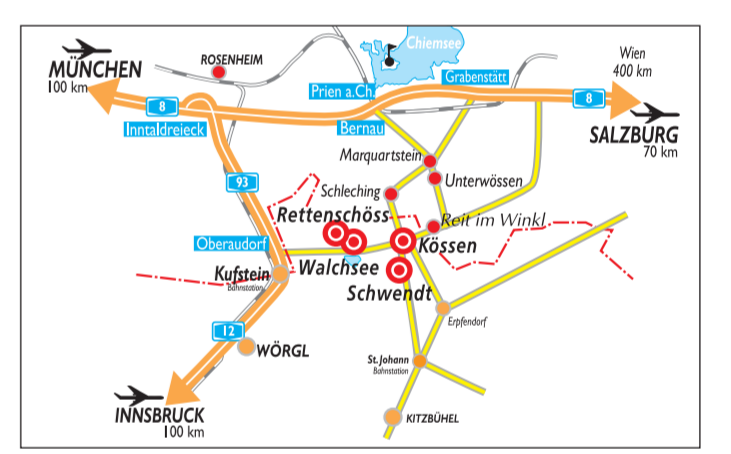 Chiemsee
Wien
400 km
ROSENHEIM
MÜNCHEN
100 km
Prien a.Ch.
Grabenstätt
8
8
Inntaldreieck
Bernau
SALZBURG
70 km
Marquartstein
93
Schleching
Unterwössen
Rettenschöss
Reit im Winkl
Oberaudorf
Kössen
Walchsee
Kufstein
Bahnstation
Schwendt
Erpfendorf
12
WÖRGL
St. Johann
Bahnstation
INNSBRUCK
100 km
KITZBÜHEL